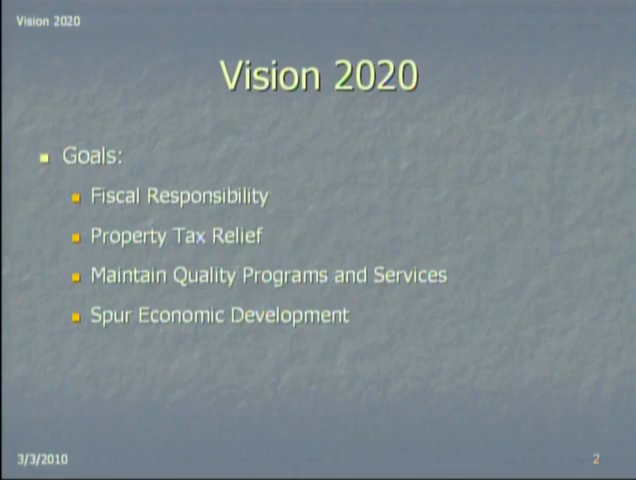 Vision 2020
Vision 2020
Goals:
Fiscal Responsibility
Property Tax Relief
Maintain Quality Programs and Services
Spur Economic Development
3/3/2010
2